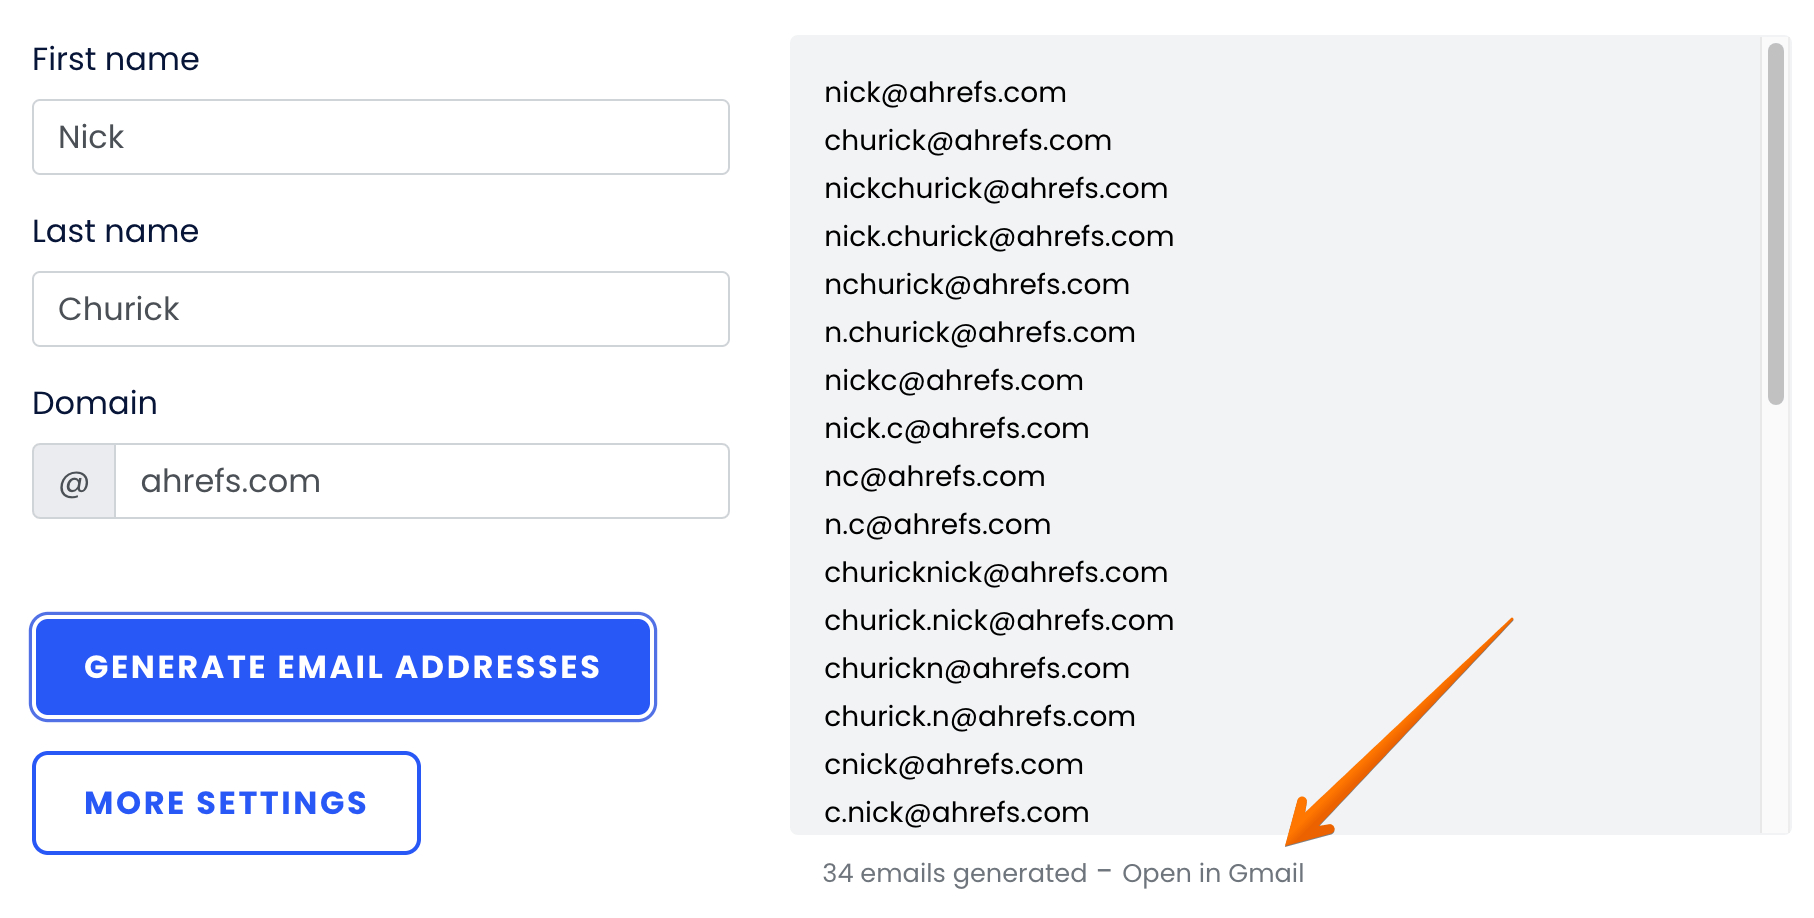 First name
Nick
Last name
Churick
Domain
@ ahrefs.com
GENERATE EMAIL ADDRESSES
MORE SETTINGS
nick@ahrefs.com
churick@ahrefs.com
nickchurick@ahrefs.com
nick.churick@ahrefs.com
nchurick@ahrefs.com
n.churick@ahrefs.com
nickc@ahrefs.com
nick.c@ahrefs.com
nc@ahrefs.com
n.c@ahrefs.com
churicknick@ahrefs.com
churick.nick@ahrefs.com
churickn@ahrefs.com
churick.n@ahrefs.com
cnick@ahrefs.com
c.nick@ahrefs.com
34 emails generated – Open in Gmail